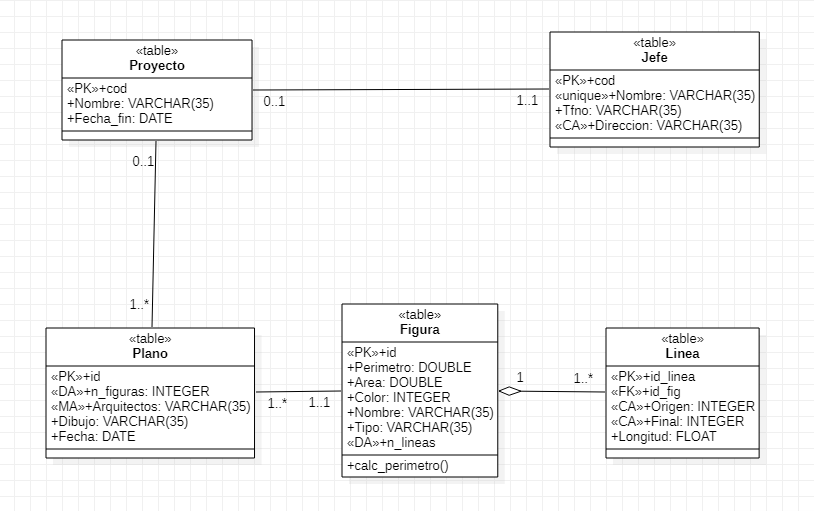 «table»
Proyecto
«PK»+cod
+Nombre: VARCHAR(35)
+Fecha_fin: DATE
«table»
Jefe
«PK»+cod
«unique»+Nombre: VARCHAR(35)
+Tfno: VARCHAR(35)
«CA»+Direccion: VARCHAR(35)
0..1
1..1
0..1
1..*
«table»
Plano
«PK»+id
«DA»+n_figuras: INTEGER
«MA»+Arquitectos: VARCHAR(35)
+Dibujo: VARCHAR(35)
+Fecha: DATE
1..*
1..1
«table»
Figura
«PK»+id
+Perimetro: DOUBLE
+Area: DOUBLE
+Color: INTEGER
+Nombre: VARCHAR(35)
+Tipo: VARCHAR(35)
«DA»+n_lineas
+calc_perimetro()
1
1..*
«table»
Linea
«PK»+id_linea
«FK»+id_fig
«CA»+Origen: INTEGER
«CA»+Final: INTEGER
+Longitud: FLOAT